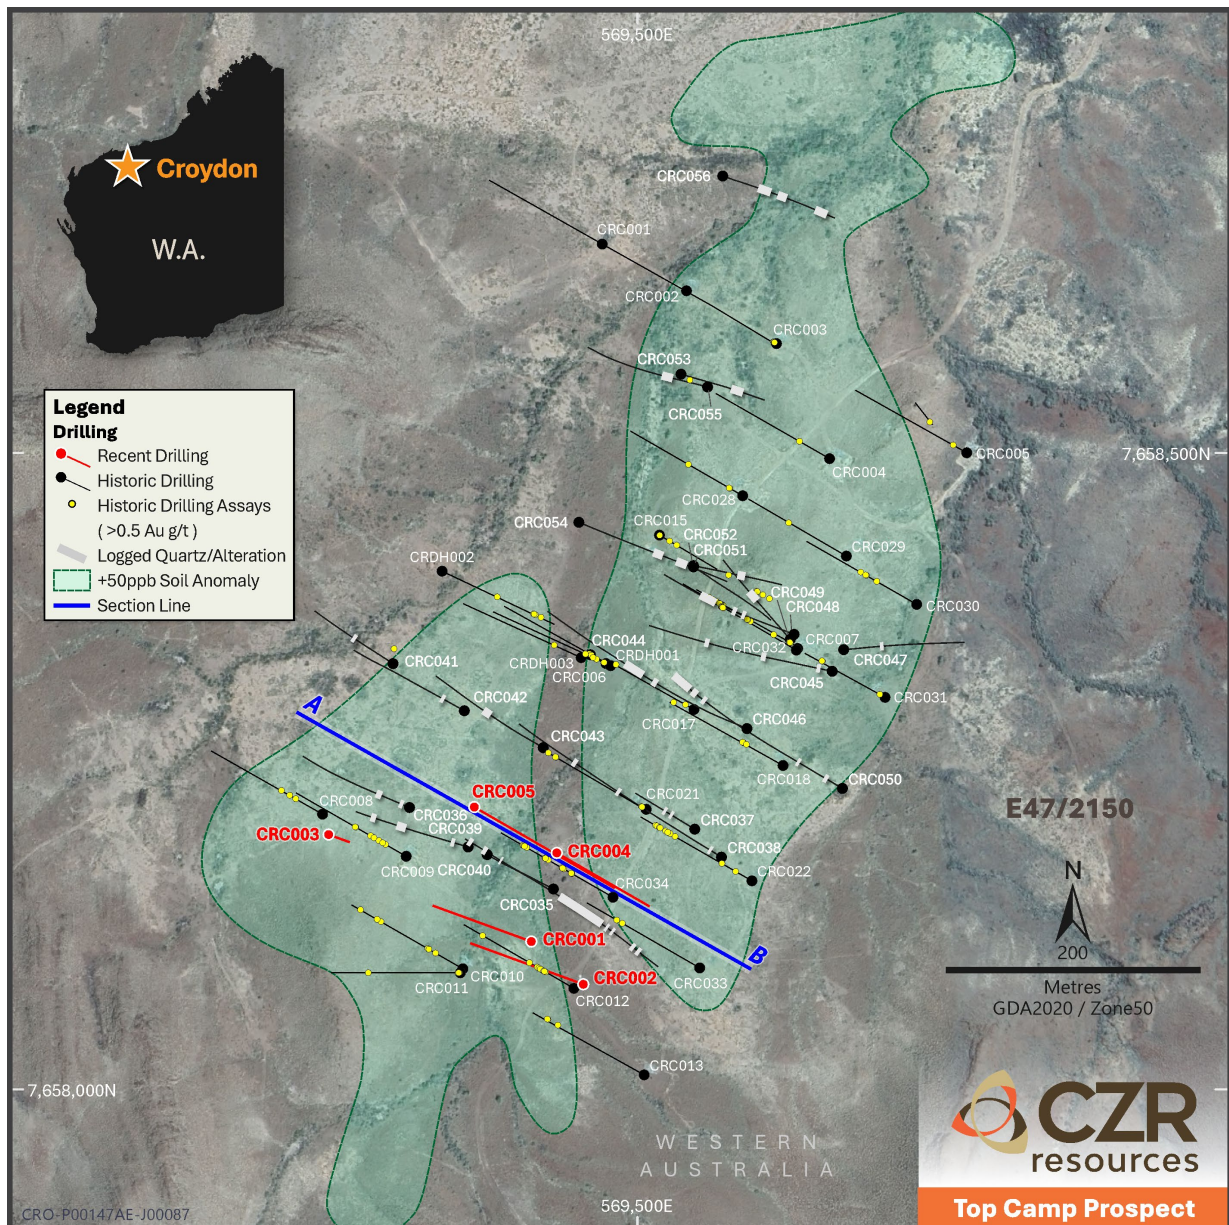 569,500E
Croydon
W.A.
CRC056
CRC001
CRC002
CRC003
CRC053
CRC055
CRC005
7,658,500N
CRC004
CRC028
Legend
Drilling
Recent Drilling
Historic Drilling
Historic Drilling Assays
( >0.5 Au g/t )
Logged Quartz/Alteration
+50ppb Soil Anomaly
Section Line
CRC054
CRC015
CRC052
CRC051
CRC029
CRDH002
CRC049
CRC048
CRC030
CRC044
CRC007
CRC032
CRC047
CRDH003
CRDH001
CRC006
CRC041
CRC045
CRC042
CRC031
A
CRC017
CRC046
CRC043
CRC018
CRC050
CRC005
CRC008
CRC036
CRC021
CRC037
CRC003
CRC039
CRC004
CRC038
CRC009
CRC040
CRC022
CRC034
CRC035
E47/2150
N
200
Metres
GDA2020 / Zone50
CRC001
B
CRC010
CRC002
CRC033
CRC011
CRC012
CRC013
7,658,000N
WESTERN
AUSTRALIA
569,500E
CZR
resources
Top Camp Prospect
CRO-P00147AE-J00087